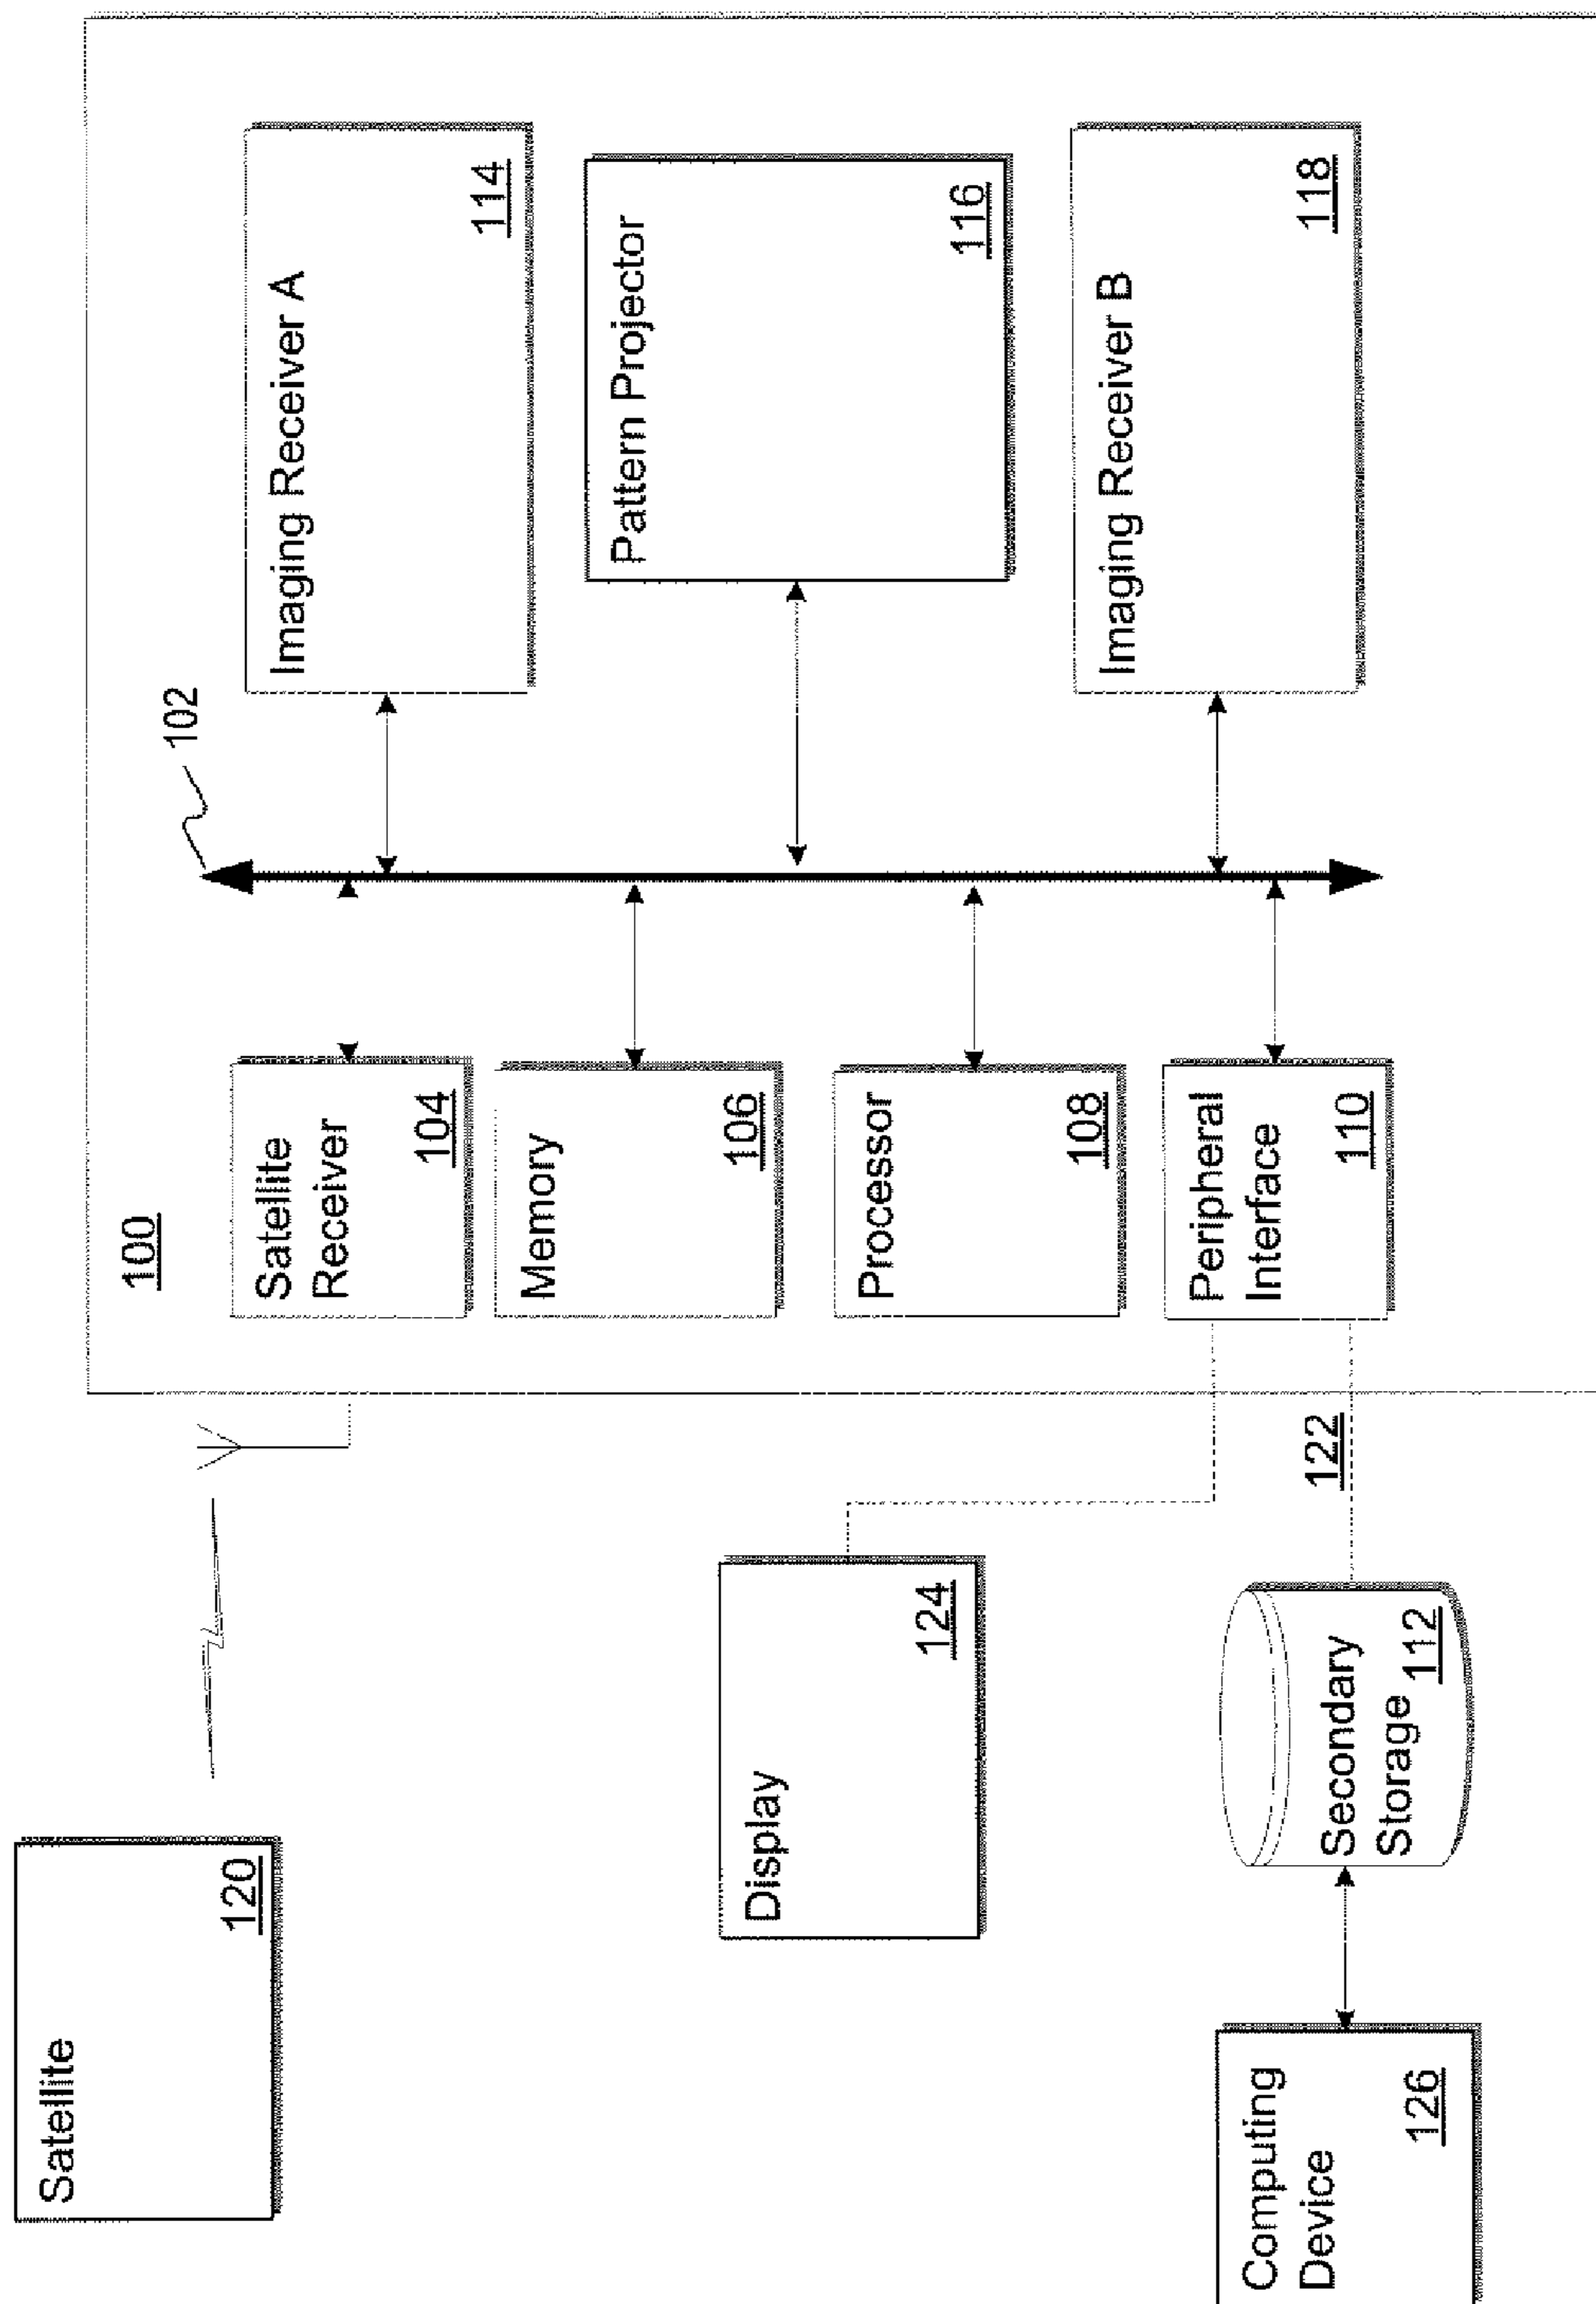 Satellite
120
100
102
Satellite
Receiver
104
Memory
106
Processor
108
Peripheral
Interface
110
Imaging Receiver A
114
Pattern Projector
116
Imaging Receiver B
118
Display
124
122
Secondary
Storage
112
Computing
Device
126